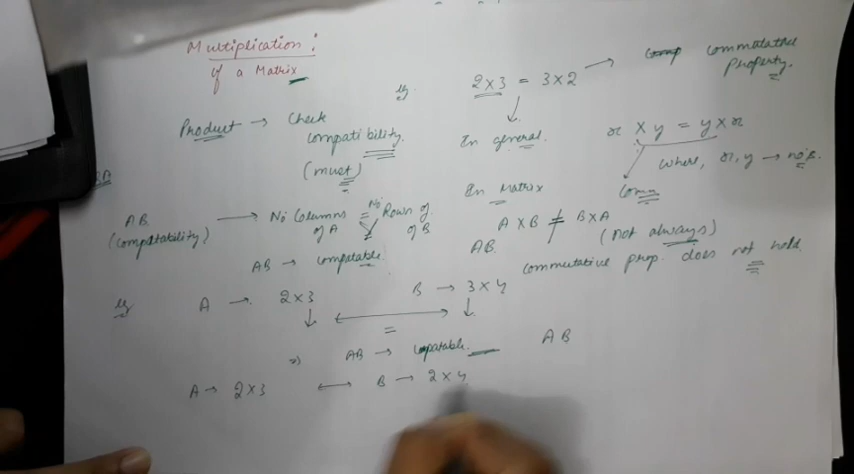 Multiplication :
of a Matrix
Product → Check
compatibility.
(must)
AB
(compatability) → No Columns = No Rows of
of A of B
AB → compatable.
eg A → 2×3 B → 3×4
=
⇒ AB → compatable. AB
A → 2×3 ↔ B → 2×4
eg. 2×3 = 3×2 → commutative
property.
In general.
x × y = y × x
where, x, y → no's.
Comm
In Matrix
A × B ≠ B × A
(not always)
AB
commutative prop. does not hold.